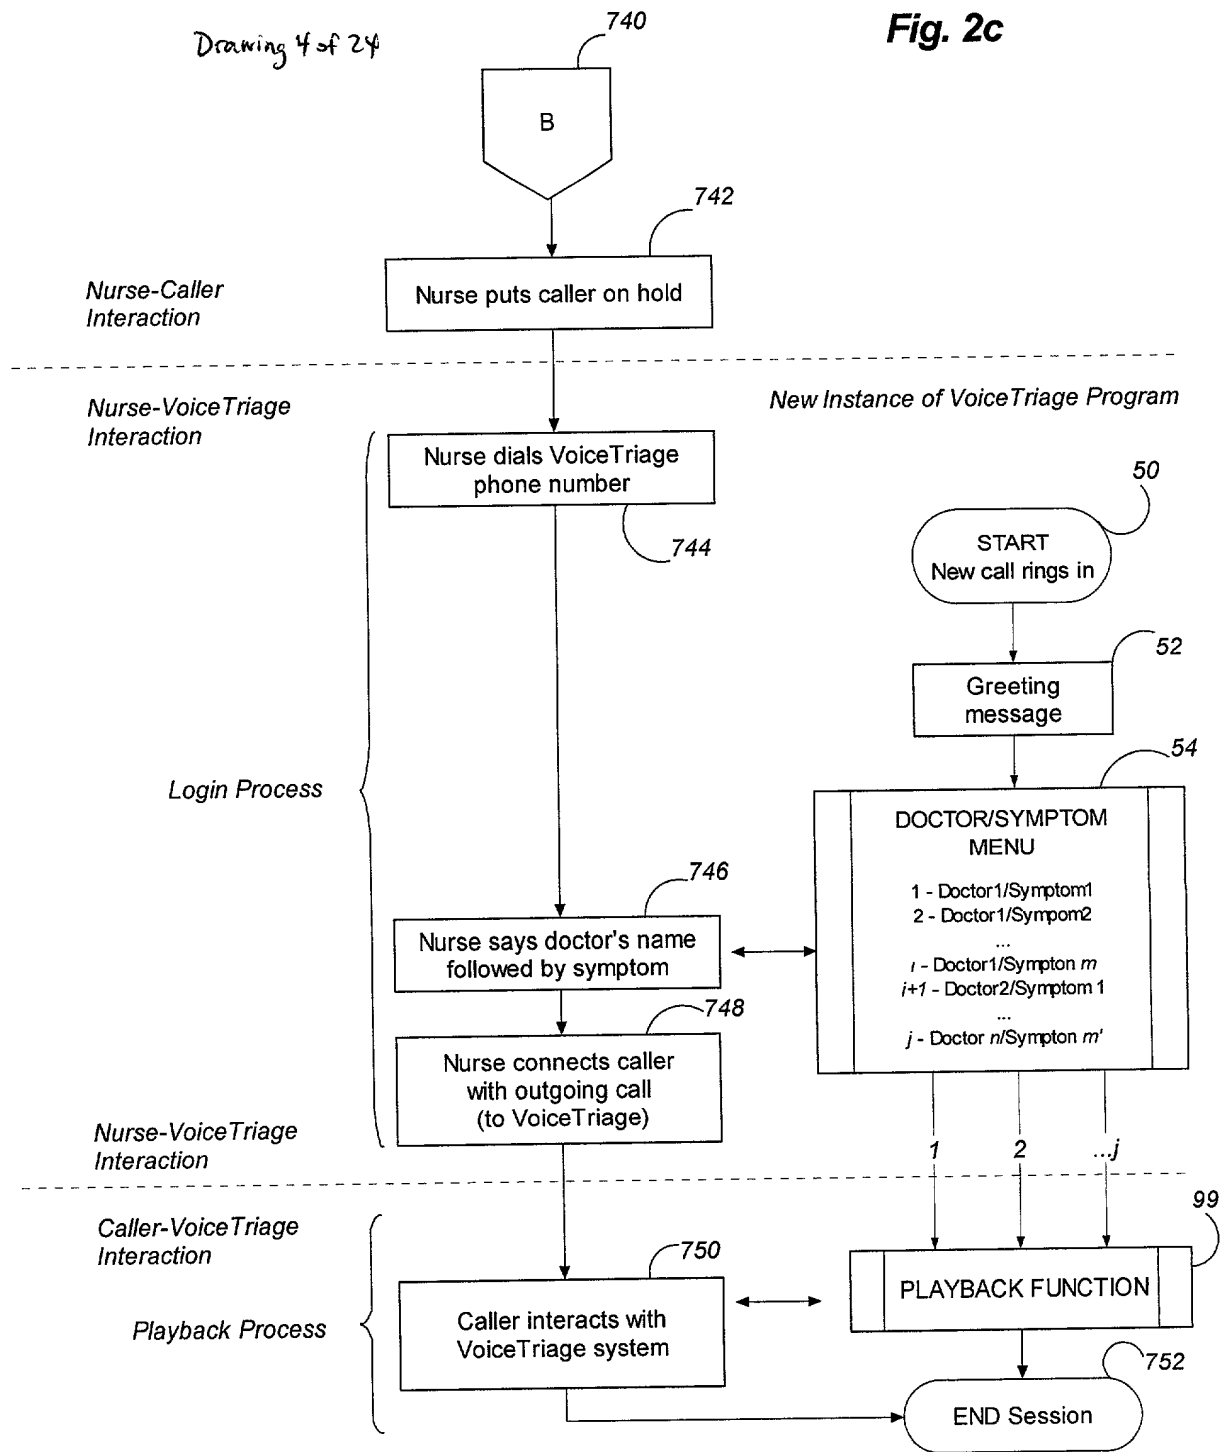 Drawing 4 of 24
740
Fig. 2c
B
742
Nurse-Caller
Interaction
Nurse puts caller on hold
Nurse-VoiceTriage
Interaction
New Instance of VoiceTriage Program
Nurse dials VoiceTriage
phone number
744
50
START
New call rings in
52
Greeting
message
54
Login Process
DOCTOR/SYMPTOM
MENU
1 - Doctor1/Symptom1
2 - Doctor1/Sympom2
...
i - Doctor1/Sympton m
i+1 - Doctor2/Symptom 1
...
j - Doctor n/Sympton m'
746
Nurse says doctor's name
followed by symptom
748
Nurse connects caller
with outgoing call
(to VoiceTriage)
Nurse-VoiceTriage
Interaction
1
2
...j
Caller-VoiceTriage
Interaction
99
750
PLAYBACK FUNCTION
Playback Process
Caller interacts with
VoiceTriage system
752
END Session